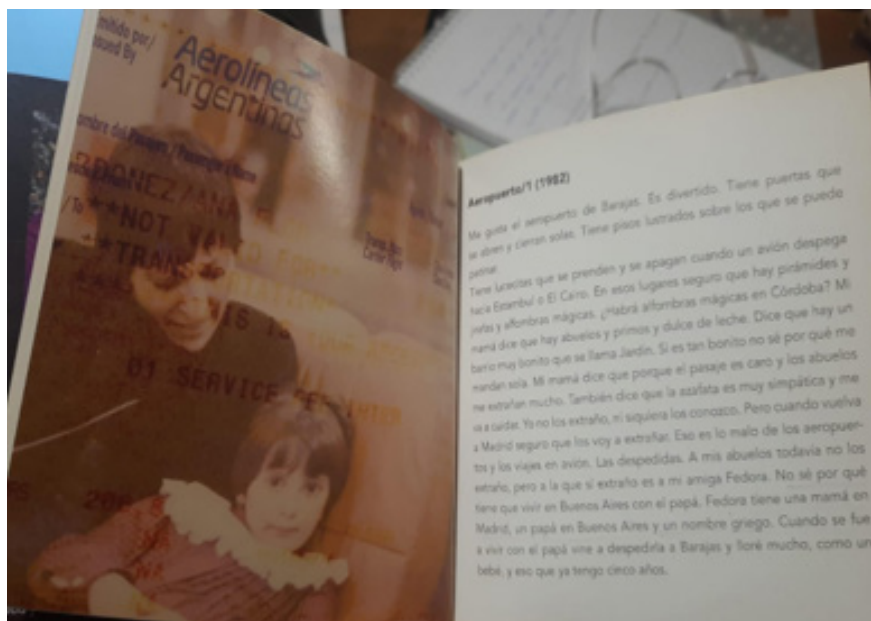 mitido por/
ssued By
Aerolíneas
Argentinas
ombre del Pasajero / Passenger's Name
/To **NOT
**TRANS
01 SERVICE
Aeropuerto/1 (1982)
Me gusta el aeropuerto de Barajas. Es divertido. Tiene puertas que
se abren y cierran solas. Tiene pisos lustrados sobre los que se puede
patinar.
Tiene lucecitas que se prenden y se apagan cuando un avión despega
hacia Estambul o El Cairo. En esos lugares seguro que hay pirámides y
y alfombras mágicas. ¿Habrá alfombras mágicas en Córdoba? Mi
mamá dice que hay abuelos y primos y dulce de leche. Dice que hay un
barrio muy bonito que se llama Jardín. Si es tan bonito no sé por qué me
mandan sola. Mi mamá dice que porque el pasaje es caro y los abuelos
me extrañan mucho. También dice que la azafata es muy simpática y me
va a cuidar. Yo no los extraño, ni siquiera los conozco. Pero cuando vuelva
a Madrid seguro que los voy a extrañar. Eso es lo malo de los aeropuer-
tos y los viajes en avión. Las despedidas. A mis abuelos todavía no los
extraño, pero a la que sí extraño es a mi amiga Fedora. No sé por qué
tiene que vivir en Buenos Aires con el papá. Fedora tiene una mamá en
Madrid, un papá en Buenos Aires y un nombre griego. Cuando se fue
a vivir con el papá vine a despedirla a Barajas y lloré mucho, como un
bebé, y eso que ya tengo cinco años.